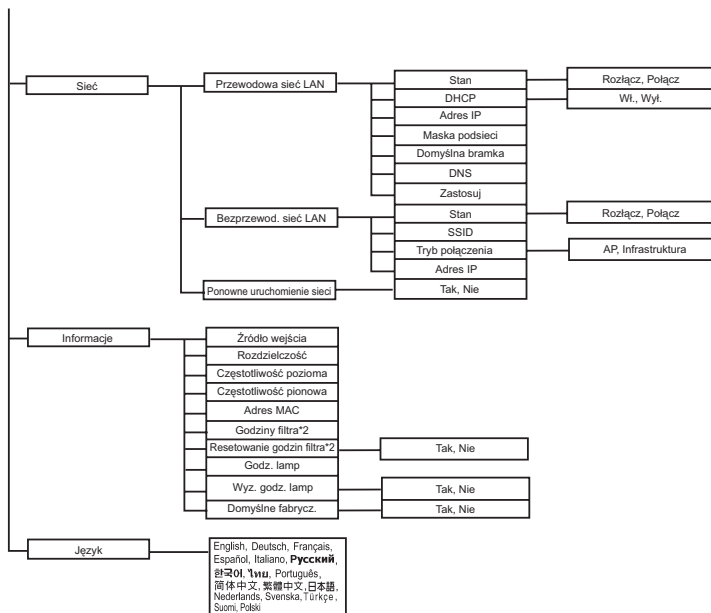 Sieć
Przewodowa sieć LAN
Stan
Rozłącz, Połącz
DHCP
Wł., Wył.
Adres IP
Maska podsieci
Domyślna bramka
DNS
Zastosuj
Bezprzewod. sieć LAN
Stan
Rozłącz, Połącz
SSID
Tryb połączenia
AP, Infrastruktura
Adres IP
Ponowne uruchomienie sieci
Tak, Nie
Informacje
Źródło wejścia
Rozdzielczość
Częstotliwość pozioma
Częstotliwość pionowa
Adres MAC
Godziny filtra*2
Resetowanie godzin filtra*2
Tak, Nie
Godz. lamp
Wyz. godz. lamp
Tak, Nie
Domyślne fabrycz.
Tak, Nie
Język
English, Deutsch, Français,
Español, Italiano, Русский,
한국어, ไทย, Português,
简体中文, 繁體中文, 日本語,
Nederlands, Svenska, Türkçe,
Suomi, Polski